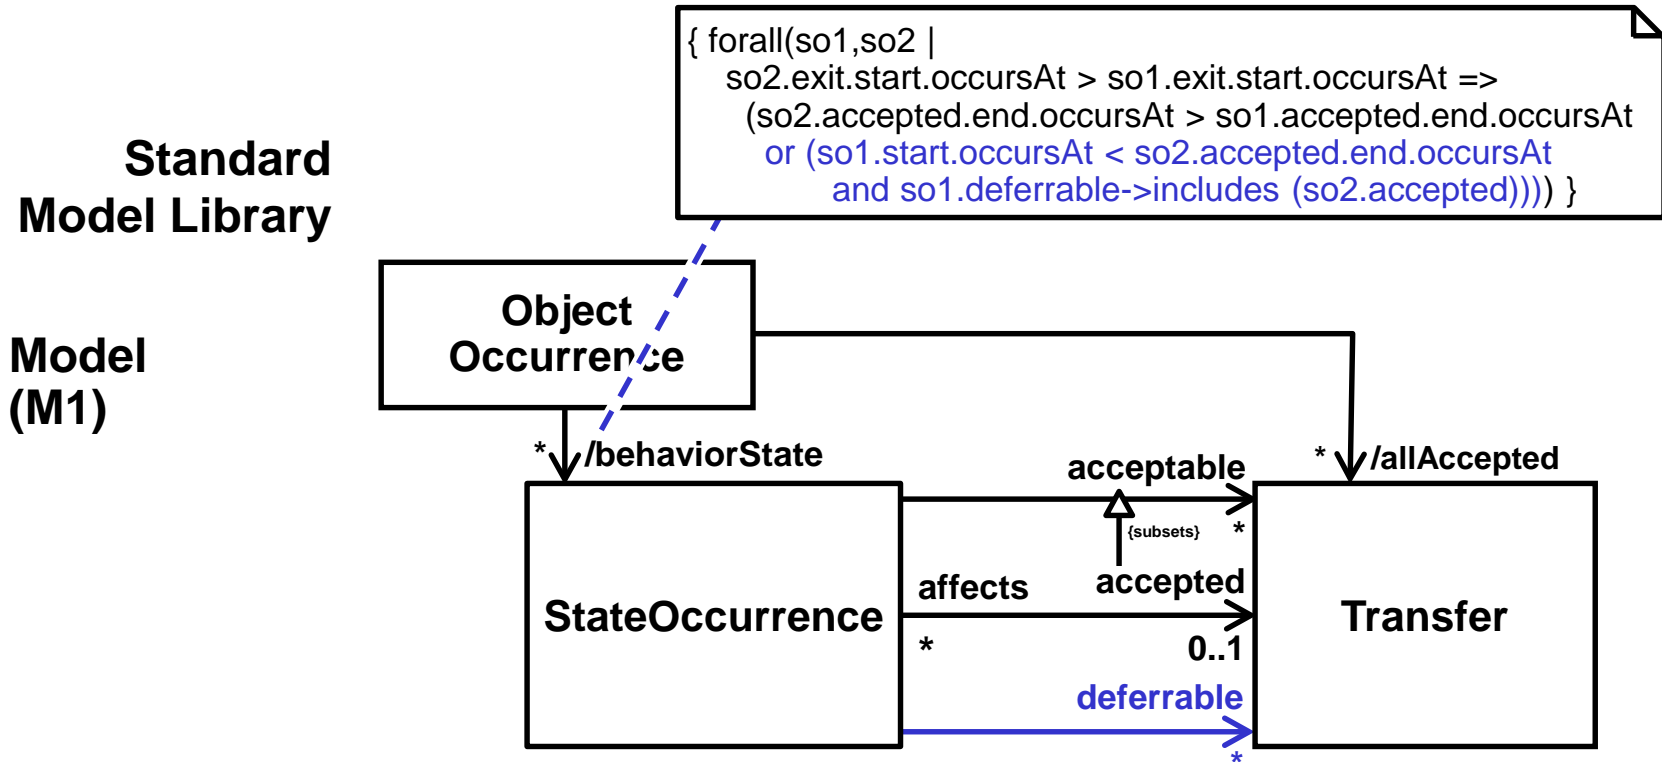 { forall(so1,so2 |
so2.exit.start.occursAt > so1.exit.start.occursAt =>
(so2.accepted.end.occursAt > so1.accepted.end.occursAt
or (so1.start.occursAt < so2.accepted.end.occursAt
and so1.deferrable->includes (so2.accepted)))) }
Standard
Model Library
Model
(M1)
Object
Occurrence
* /behaviorState
* /allAccepted
acceptable
{subsets} *
affects accepted
* 0..1
StateOccurrence
Transfer
deferrable
*